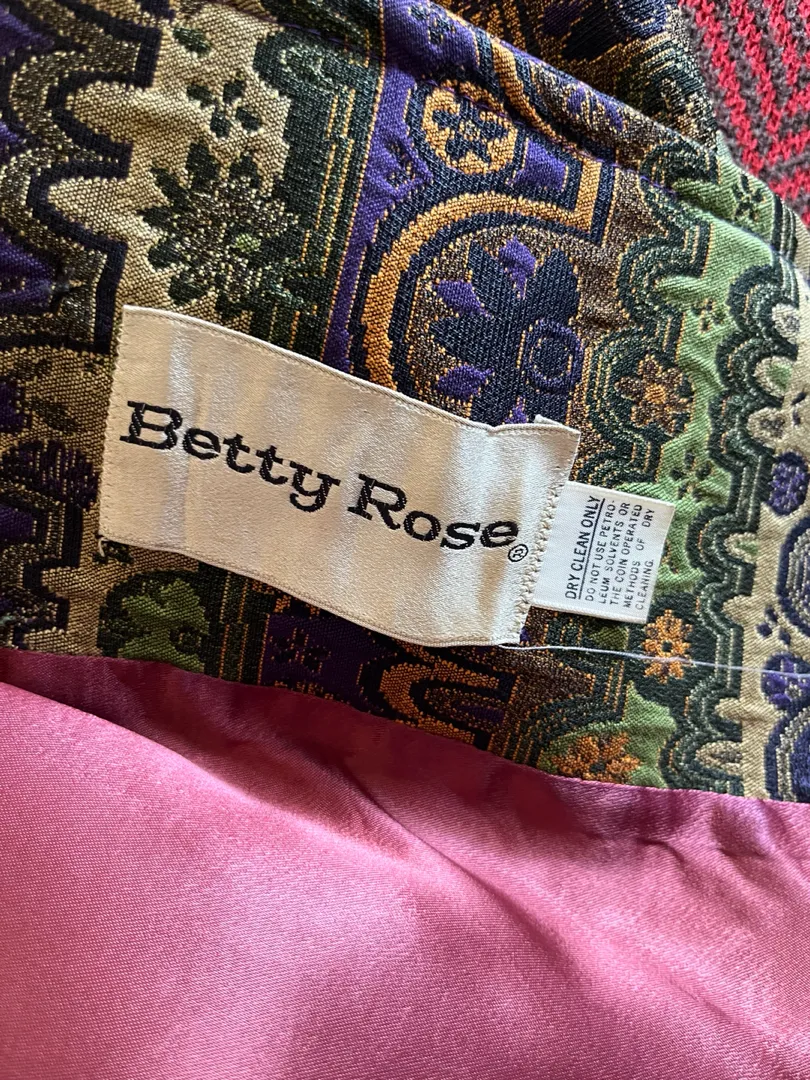 Betty Rose®
DRY CLEAN ONLY
DO NOT USE PETRO-
LEUM SOLVENTS OR
THE COIN OPERATED
METHODS OF DRY
CLEANING.